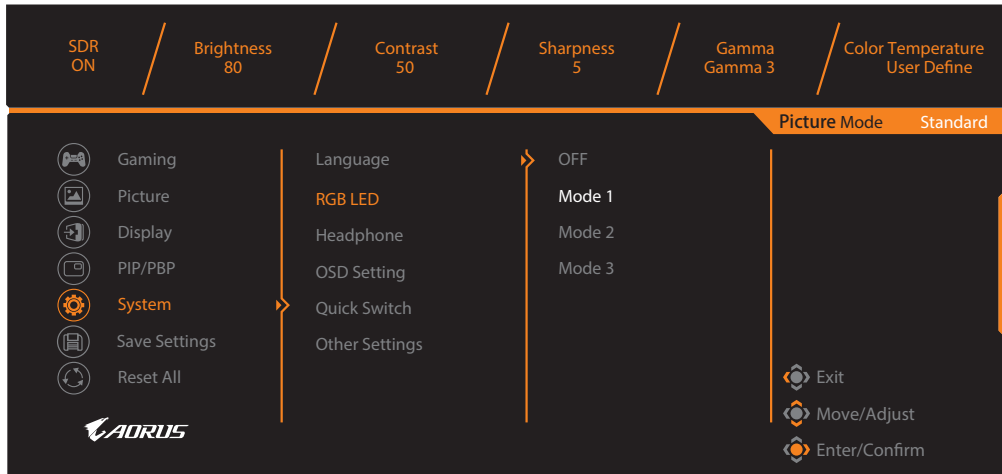 SDR
ON
Brightness
80
Contrast
50
Sharpness
5
Gamma
Gamma 3
Color Temperature
User Define
Picture Mode Standard
Gaming
Picture
Display
PIP/PBP
System
Save Settings
Reset All
Language
RGB LED
Headphone
OSD Setting
Quick Switch
Other Settings
OFF
Mode 1
Mode 2
Mode 3
AORUS
Exit
Move/Adjust
Enter/Confirm